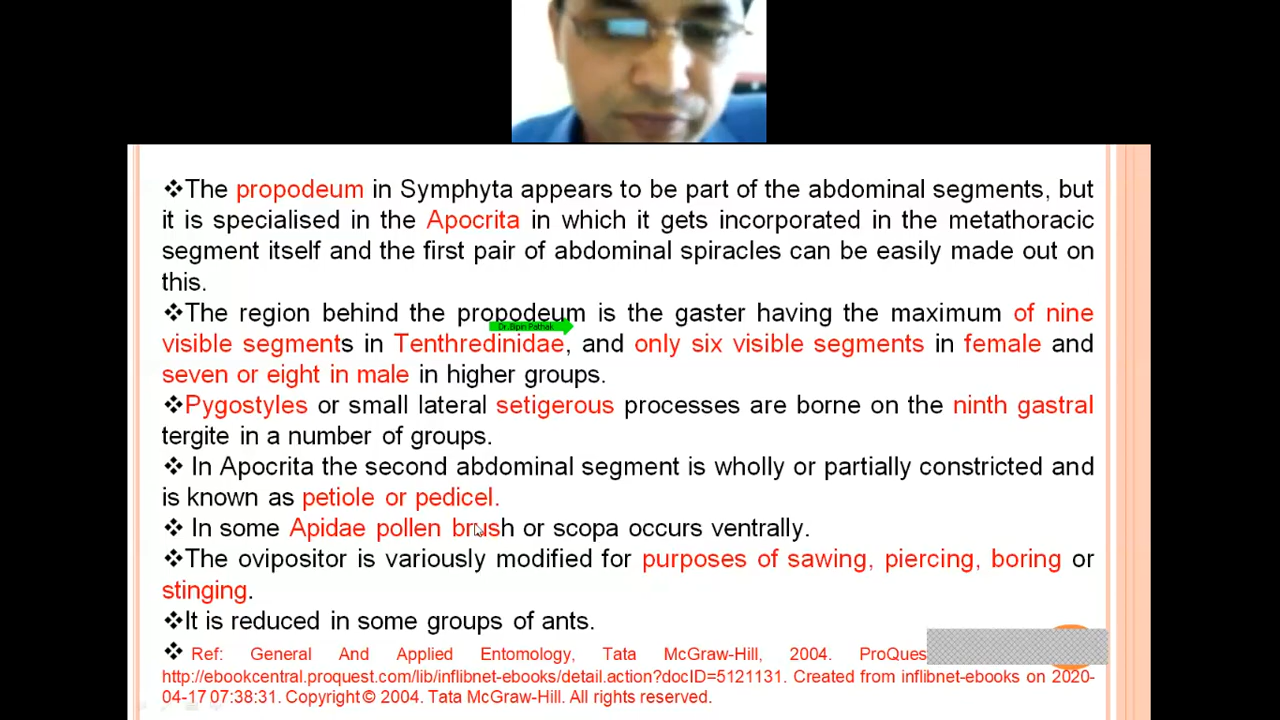 ❖The propodeum in Symphyta appears to be part of the abdominal segments, but
it is specialised in the Apocrita in which it gets incorporated in the metathoracic
segment itself and the first pair of abdominal spiracles can be easily made out on
this.
❖The region behind the propodeum is the gaster having the maximum of nine
Dr.Bipin Pathak
visible segments in Tenthredinidae, and only six visible segments in female and
seven or eight in male in higher groups.
❖Pygostyles or small lateral setigerous processes are borne on the ninth gastral
tergite in a number of groups.
❖ In Apocrita the second abdominal segment is wholly or partially constricted and
is known as petiole or pedicel.
❖ In some Apidae pollen brush or scopa occurs ventrally.
❖The ovipositor is variously modified for purposes of sawing, piercing, boring or
stinging.
❖It is reduced in some groups of ants.
❖ Ref: General And Applied Entomology, Tata McGraw-Hill, 2004.
http://ebookcentral.proquest.com/lib/inflibnet-ebooks/detail.action?docID=5121131. Created from inflibnet-ebooks on 2020-
04-17 07:38:31. Copyright © 2004. Tata McGraw-Hill. All rights reserved.